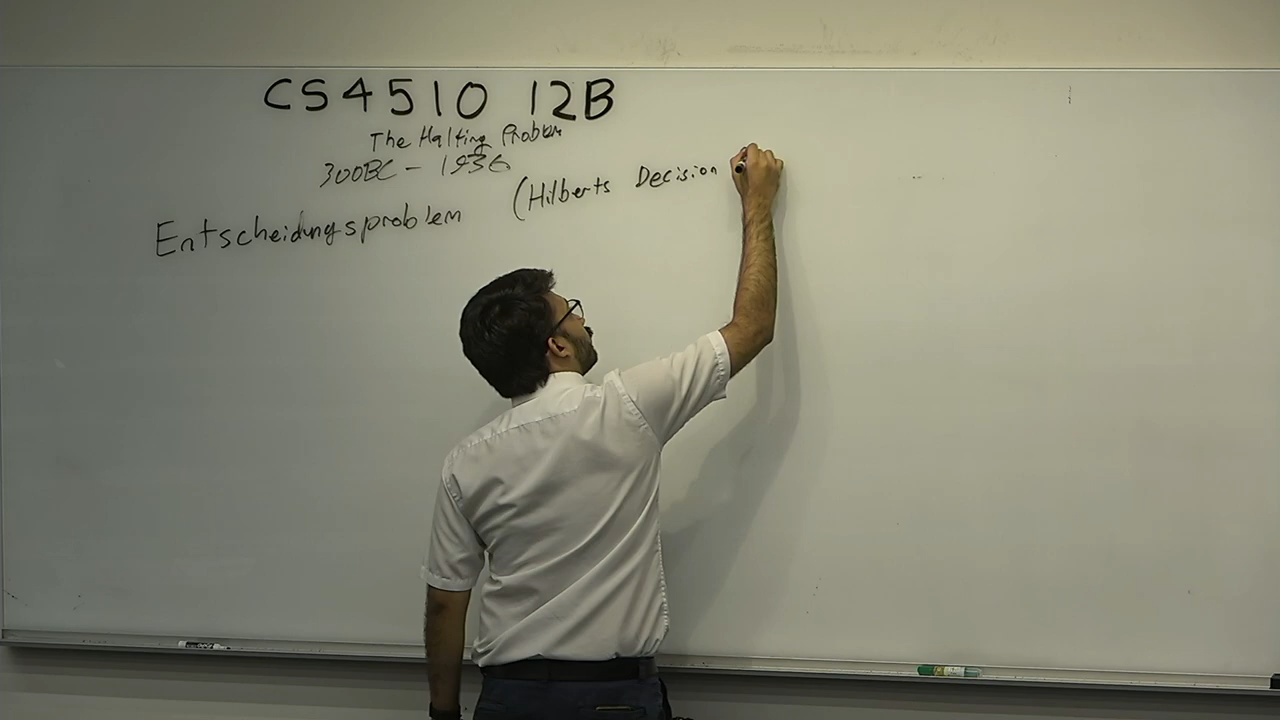 CS4510 12B
The Halting Problem
300BC - 1936
Entscheidungsproblem (Hilberts Decision